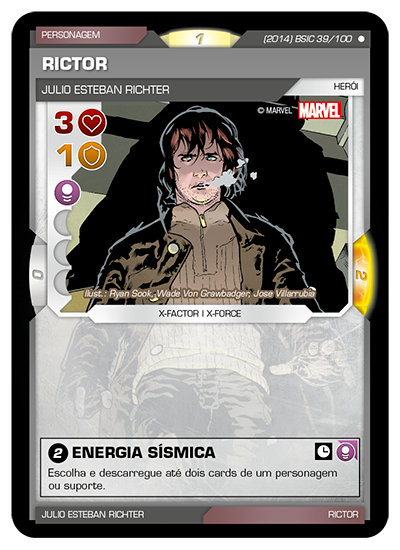 PERSONAGEM
1
(2014) BSIC 39/100 ●
RICTOR
JULIO ESTEBAN RICHTER
HERÓI
3
© MARVEL MARVEL
1
0
2
Ilust.: Ryan Sook, Wade Von Grawbadger, Jose Villarrubia
X-FACTOR | X-FORCE
2 ENERGIA SÍSMICA
Escolha e descarregue até dois cards de um personagem
ou suporte.
JULIO ESTEBAN RICHTER
RICTOR